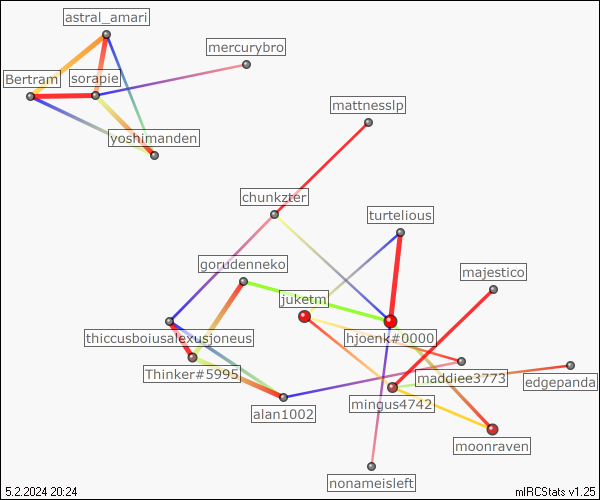 astral_amari
mercurybro
Bertram
sorapie
mattnesslp
yoshimanden
chunkzter
turtelious
gorudenneko
majestico
juketm
thiccusboiusalexusjoneus
hjoenk#0000
Thinker#5995
maddiee3773
edgepanda
mingus4742
alan1002
moonraven
nonameisleft
5.2.2024 20:24
mIRCStats v1.25